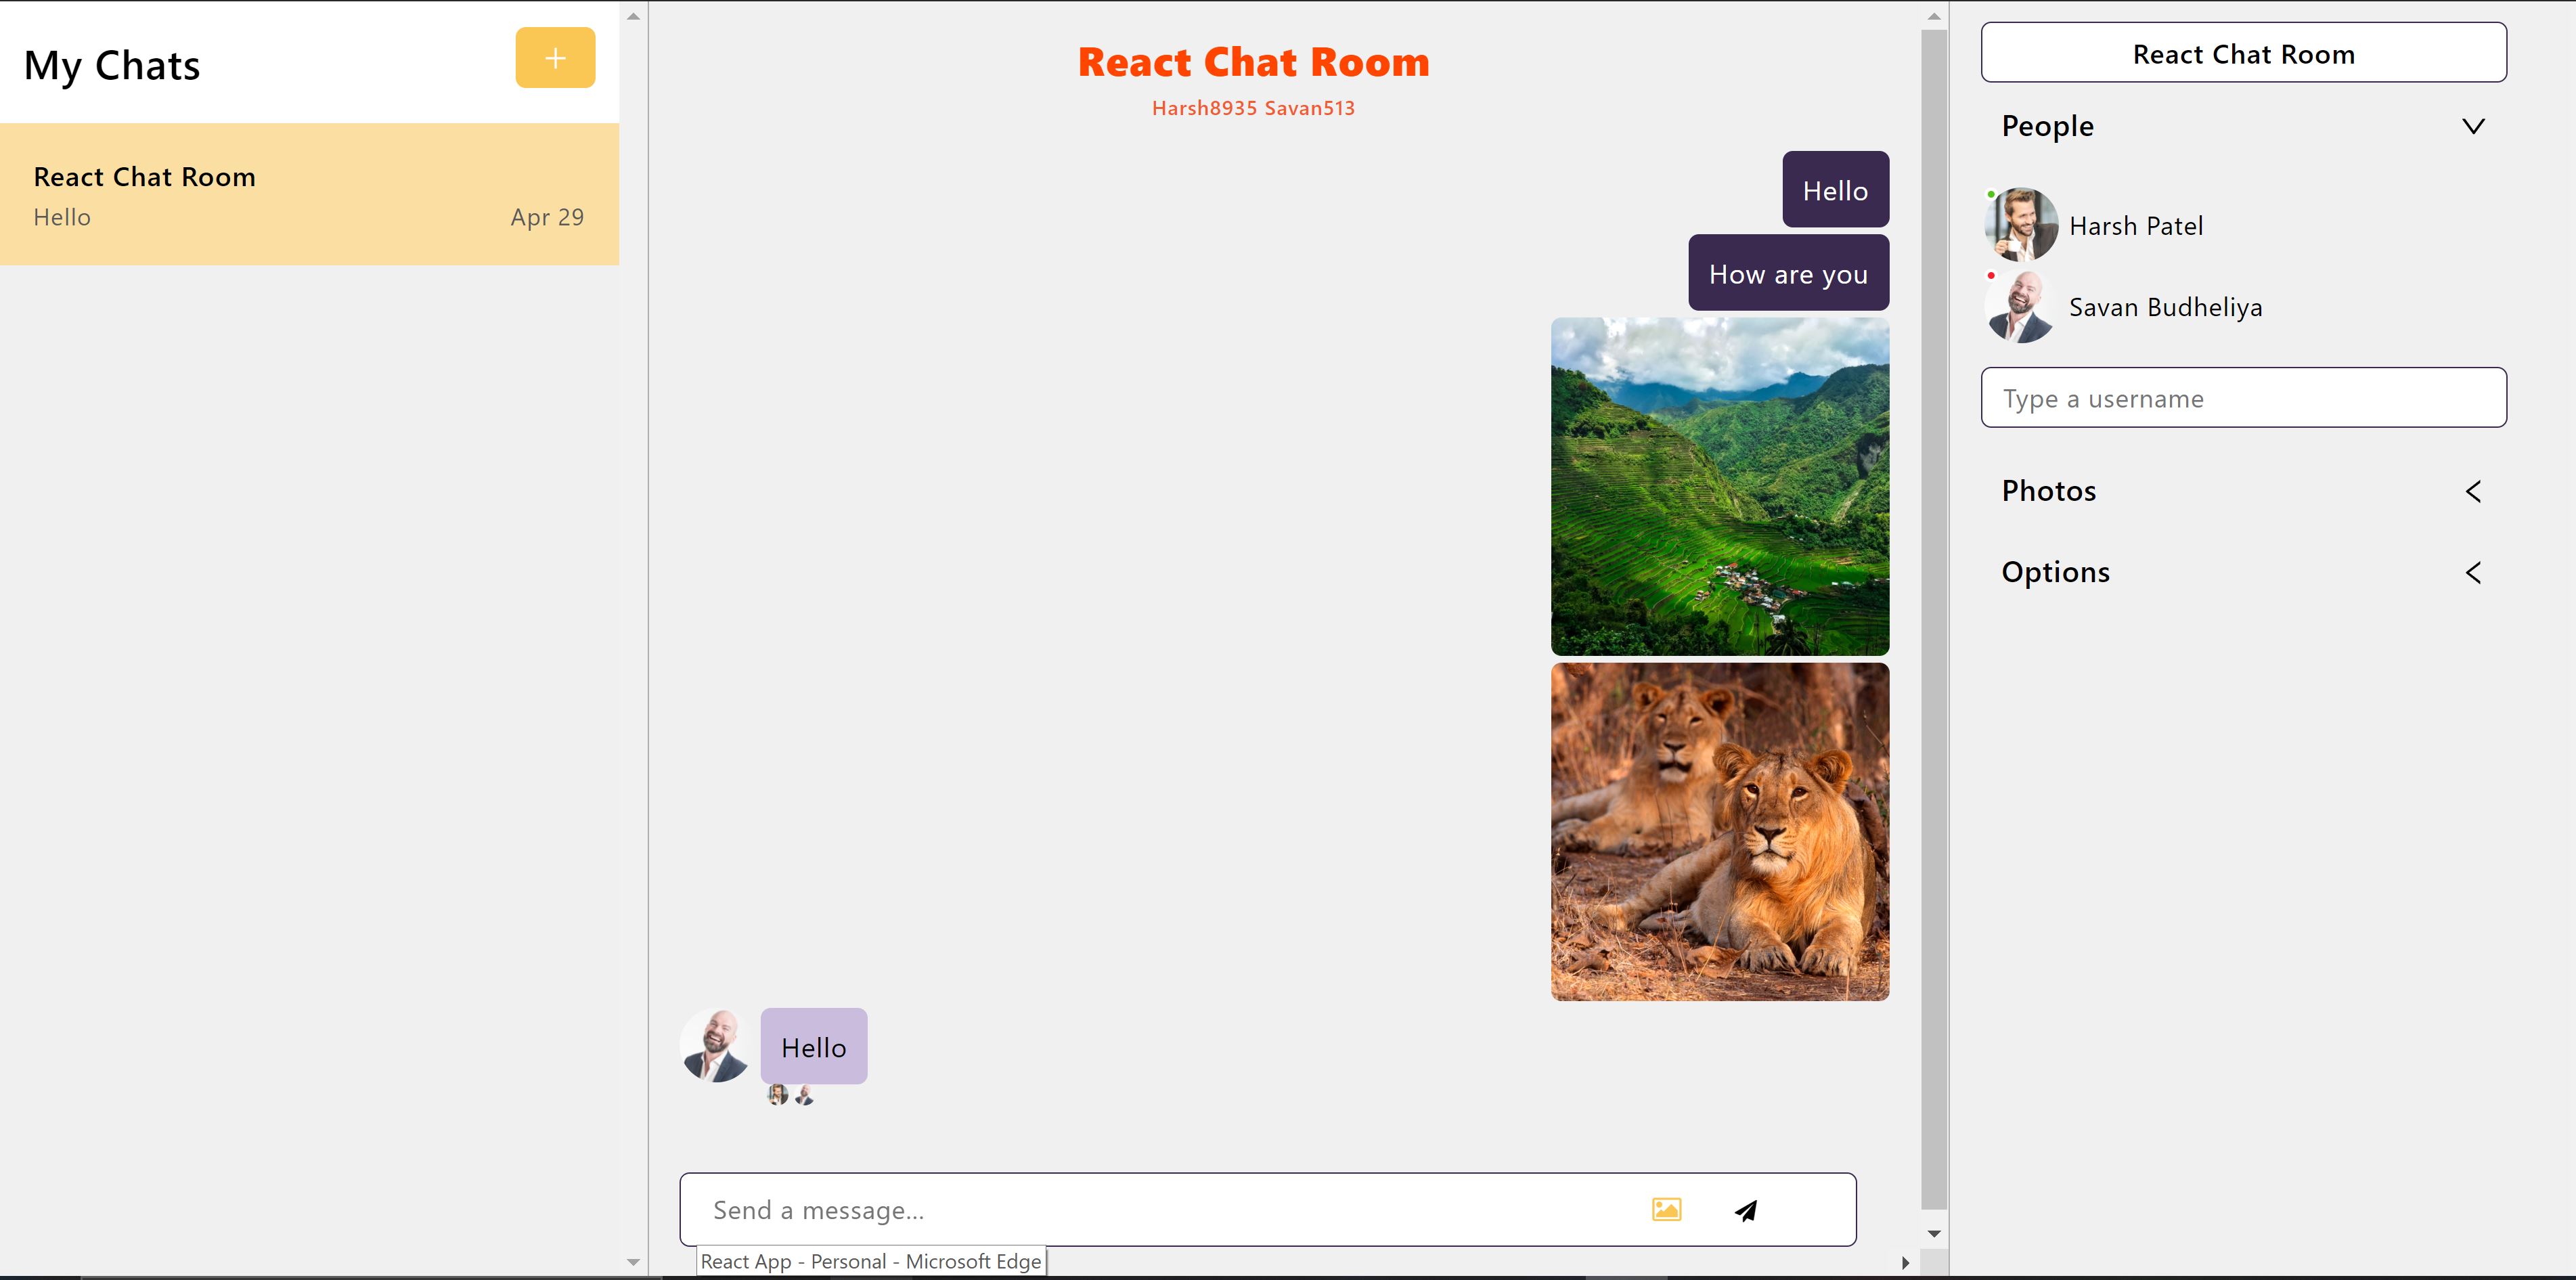 My Chats
+
React Chat Room
Hello
Apr 29
React Chat Room
Harsh8935 Savan513
Hello
How are you
Hello
Send a message...
React App - Personal - Microsoft Edge
React Chat Room
People
Harsh Patel
Savan Budheliya
Type a username
Photos
Options